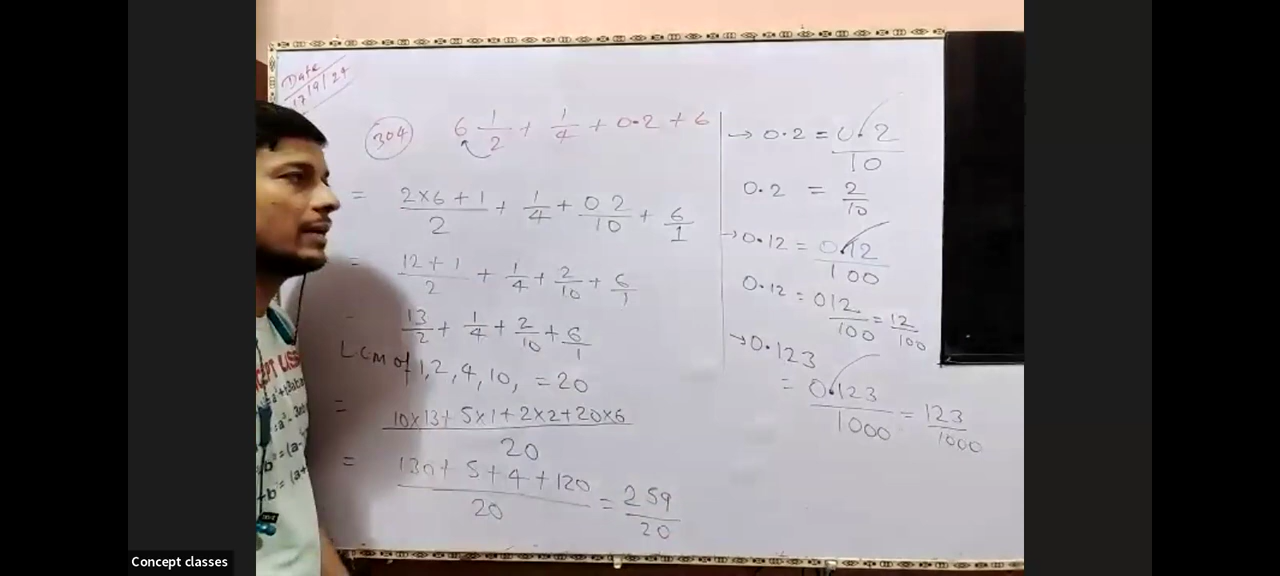 Date
17/9/24
304 6 1/2 + 1/4 + 0.2 + 6
= (2×6+1)/2 + 1/4 + 02/10 + 6/1
= (12+1)/2 + 1/4 + 2/10 + 6/1
13/2 + 1/4 + 2/10 + 6/1
LCM of 1, 2, 4, 10, = 20
= (10×13+5×1+2×2+20×6)/20
= (130+5+4+120)/20 = 259/20
→ 0.2 = 0.2/10
0.2 = 2/10
→ 0.12 = 0.12/100
0.12 = 012/100 = 12/100
→ 0.123
= 0.123/1000 = 123/1000
Concept classes